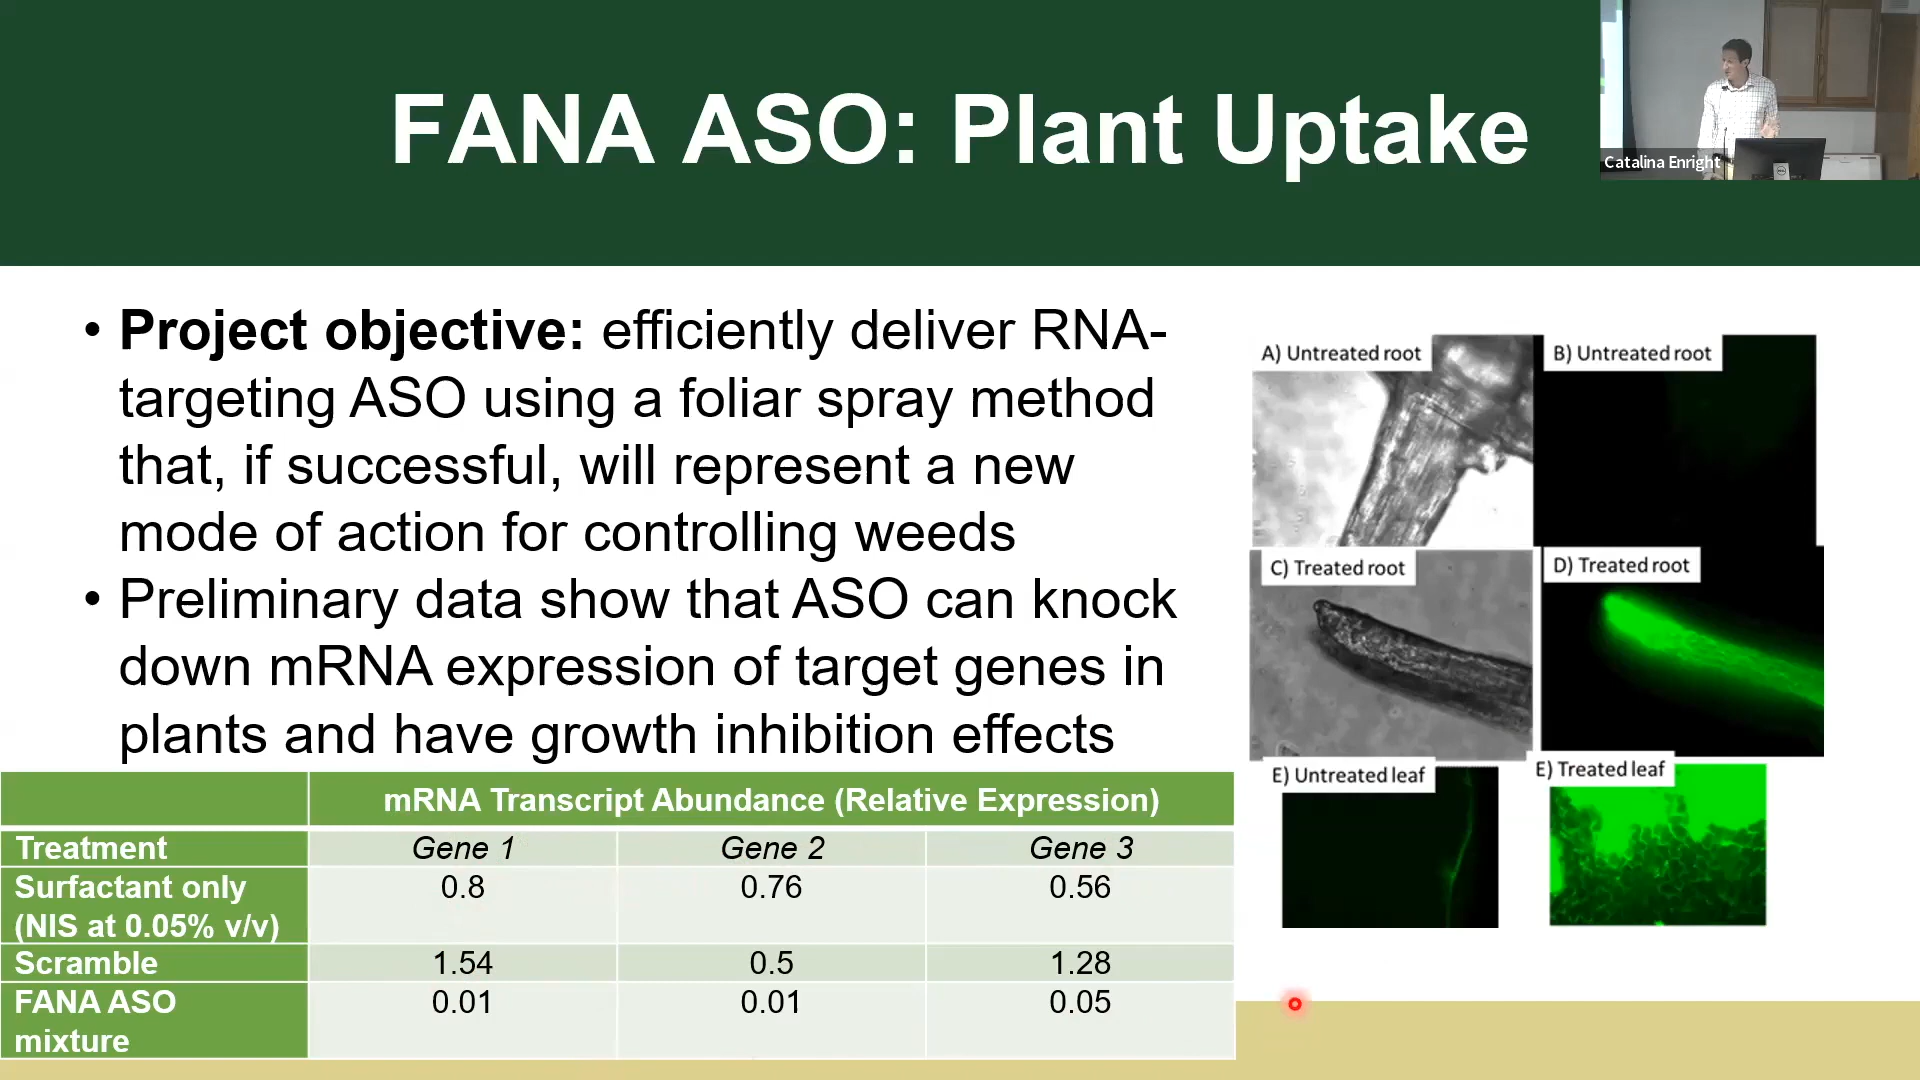 FANA ASO: Plant Uptake
Catalina Enright
• Project objective: efficiently deliver RNA-
targeting ASO using a foliar spray method
that, if successful, will represent a new
mode of action for controlling weeds
• Preliminary data show that ASO can knock
down mRNA expression of target genes in
plants and have growth inhibition effects
mRNA Transcript Abundance (Relative Expression)
Treatment Gene 1 Gene 2 Gene 3
Surfactant only 0.8 0.76 0.56
(NIS at 0.05% v/v)
Scramble 1.54 0.5 1.28
FANA ASO 0.01 0.01 0.05
mixture
A) Untreated root
B) Untreated root
C) Treated root
D) Treated root
E) Untreated leaf
E) Treated leaf